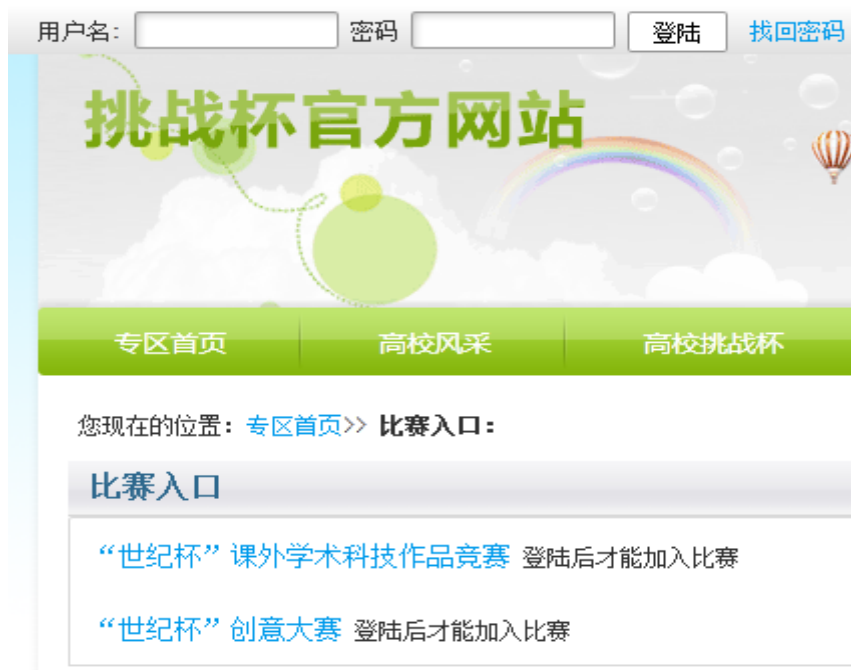 用户名: 密码 登陆 找回密码
挑战杯官方网站
专区首页 高校风采 高校挑战杯
您现在的位置：专区首页>> 比赛入口：
比赛入口
“世纪杯”课外学术科技作品竞赛 登陆后才能加入比赛
“世纪杯”创意大赛 登陆后才能加入比赛